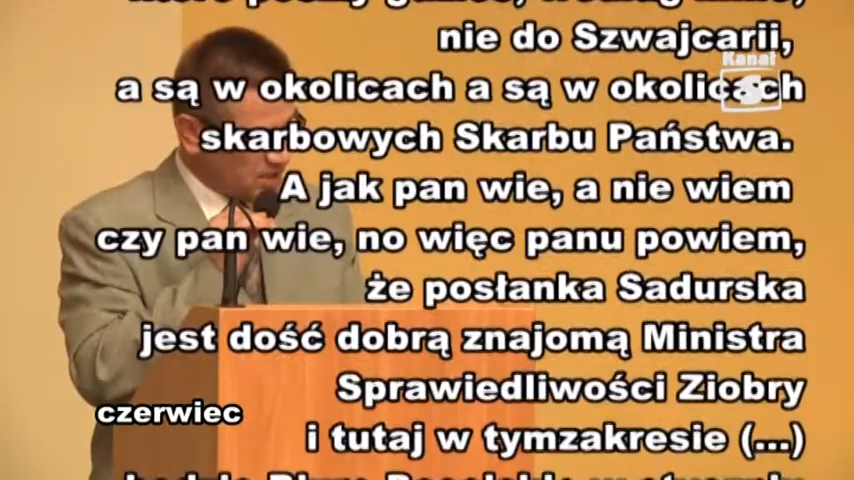 nie do Szwajcarii,
Kanał
S
a są w okolicach a są w okolicach
skarbowych Skarbu Państwa.
A jak pan wie, a nie wiem
czy pan wie, no więc panu powiem,
że posłanka Sadurska
jest dość dobrą znajomą Ministra
Sprawiedliwości Ziobry
czerwiec
i tutaj w tymzakresie (...)